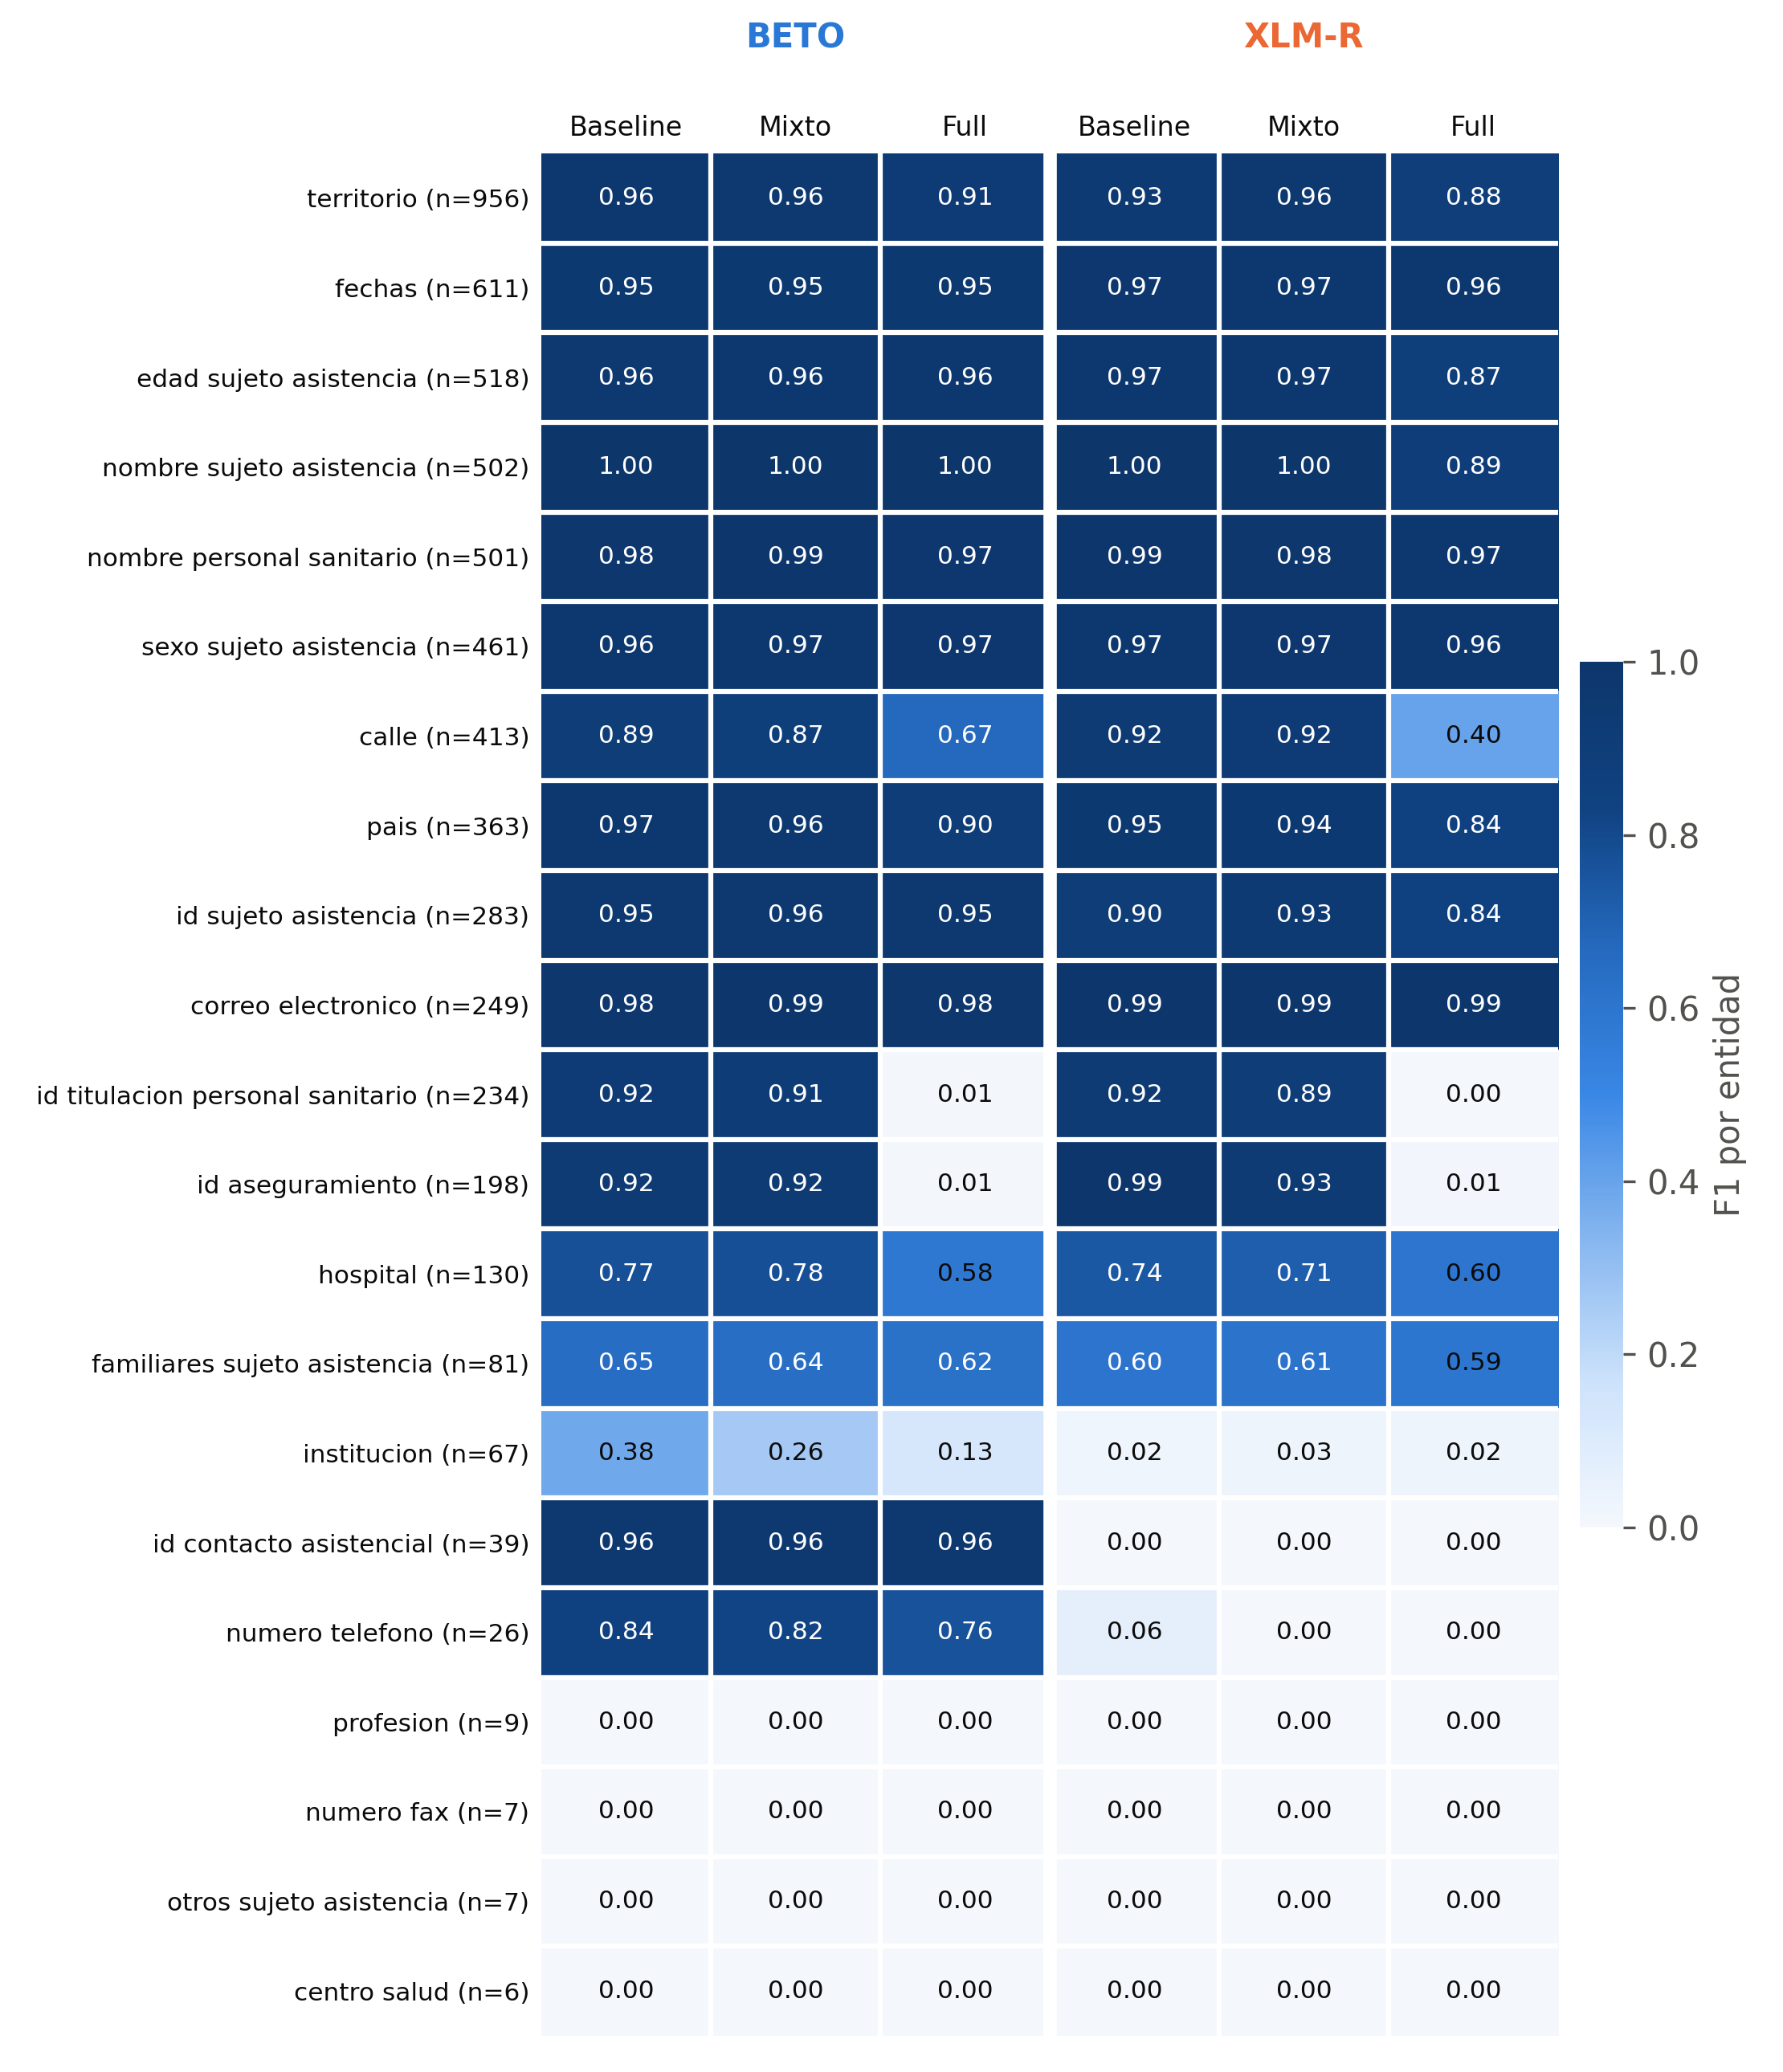 BETO XLM-R
Baseline Mixto Full Baseline Mixto Full
territorio (n=956) 0.96 0.96 0.91 0.93 0.96 0.88
fechas (n=611) 0.95 0.95 0.95 0.97 0.97 0.96
edad sujeto asistencia (n=518) 0.96 0.96 0.96 0.97 0.97 0.87
nombre sujeto asistencia (n=502) 1.00 1.00 1.00 1.00 1.00 0.89
nombre personal sanitario (n=501) 0.98 0.99 0.97 0.99 0.98 0.97
sexo sujeto asistencia (n=461) 0.96 0.97 0.97 0.97 0.97 0.96
calle (n=413) 0.89 0.87 0.67 0.92 0.92 0.40
pais (n=363) 0.97 0.96 0.90 0.95 0.94 0.84
id sujeto asistencia (n=283) 0.95 0.96 0.95 0.90 0.93 0.84
correo electronico (n=249) 0.98 0.99 0.98 0.99 0.99 0.99
id titulacion personal sanitario (n=234) 0.92 0.91 0.01 0.92 0.89 0.00
id aseguramiento (n=198) 0.92 0.92 0.01 0.99 0.93 0.01
hospital (n=130) 0.77 0.78 0.58 0.74 0.71 0.60
familiares sujeto asistencia (n=81) 0.65 0.64 0.62 0.60 0.61 0.59
institucion (n=67) 0.38 0.26 0.13 0.02 0.03 0.02
id contacto asistencial (n=39) 0.96 0.96 0.96 0.00 0.00 0.00
numero telefono (n=26) 0.84 0.82 0.76 0.06 0.00 0.00
profesion (n=9) 0.00 0.00 0.00 0.00 0.00 0.00
numero fax (n=7) 0.00 0.00 0.00 0.00 0.00 0.00
otros sujeto asistencia (n=7) 0.00 0.00 0.00 0.00 0.00 0.00
centro salud (n=6) 0.00 0.00 0.00 0.00 0.00 0.00
1.0
0.8
0.6
0.4
0.2
0.0
F1 por entidad